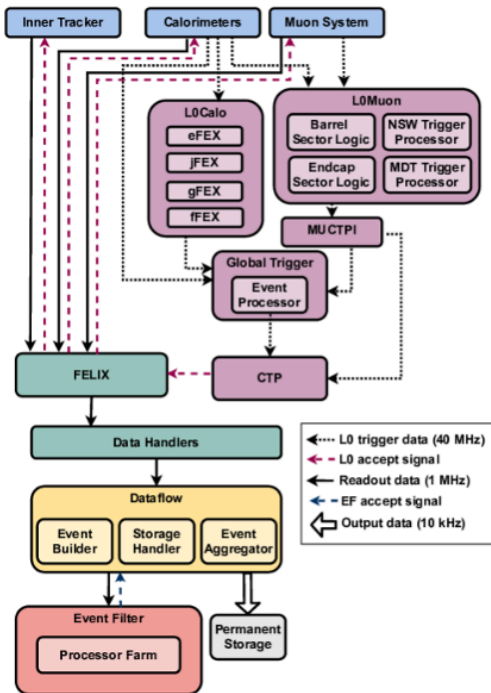 Inner Tracker
Calorimeters
Muon System
L0Calo
eFEX
jFEX
gFEX
fFEX
L0Muon
Barrel
Sector Logic
NSW Trigger
Processor
Endcap
Sector Logic
MDT Trigger
Processor
MUCTPI
Global Trigger
Event
Processor
FELIX
CTP
Data Handlers
Dataflow
Event
Builder
Storage
Handler
Event
Aggregator
Event Filter
Processor Farm
Permanent
Storage
L0 trigger data (40 MHz)
L0 accept signal
Readout data (1 MHz)
EF accept signal
Output data (10 kHz)